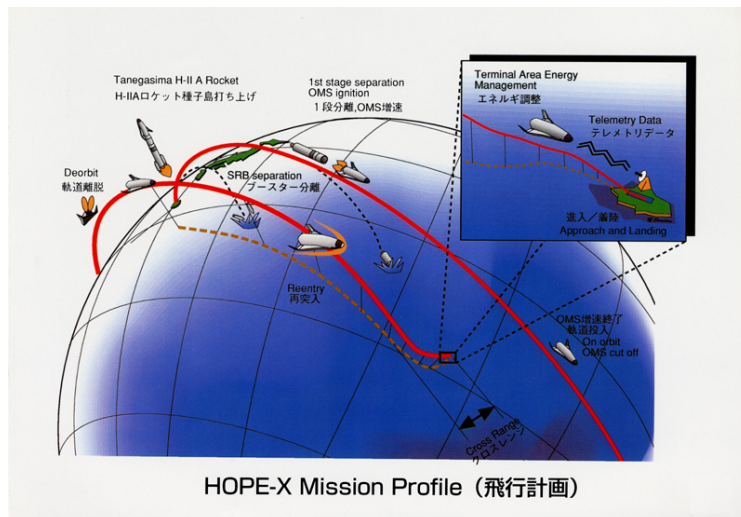 Tanegasima H-II A Rocket
H-IIAロケット種子島打ち上げ
1st stage separation
OMS ignition
１段分離,OMS増速
Deorbit
軌道離脱
SRB separation
ブースター分離
Reentry
再突入
Terminal Area Energy
Management
エネルギ調整
Telemetry Data
テレメトリデータ
進入／着陸
Approach and Landing
OMS増速終了
軌道投入
On orbit
OMS cut off
Cross Range
クロスレンジ
HOPE-X Mission Profile（飛行計画）